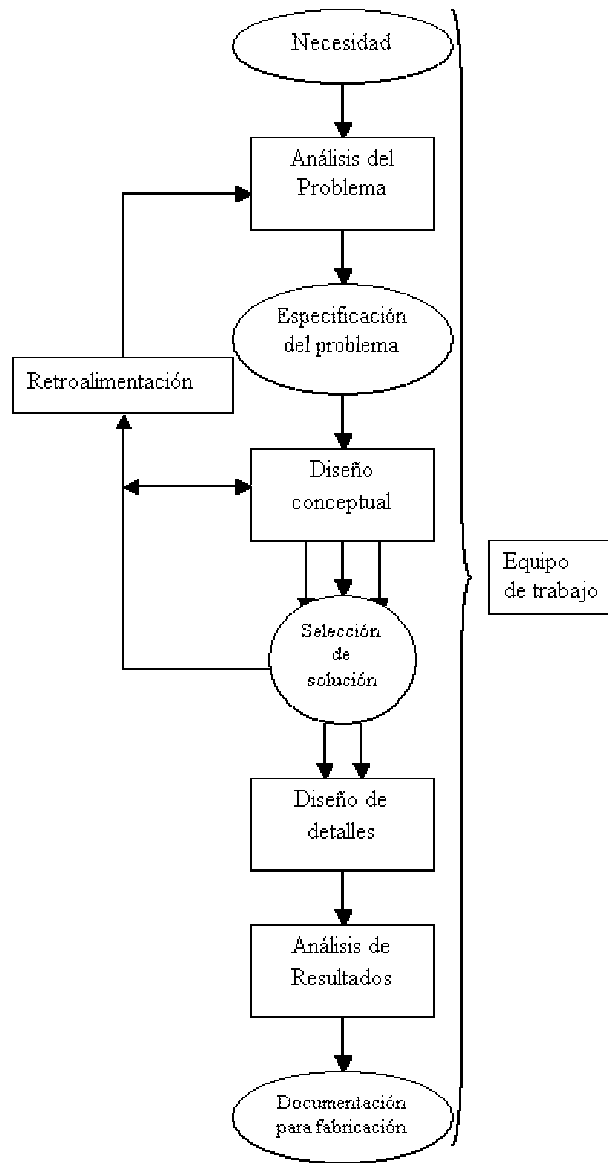 Necesidad
Análisis del
Problema
Especificación
del problema
Retroalimentación
Diseño
conceptual
Equipo
de trabajo
Selección
de
solución
Diseño de
detalles
Análisis de
Resultados
Documentación
para fabricación